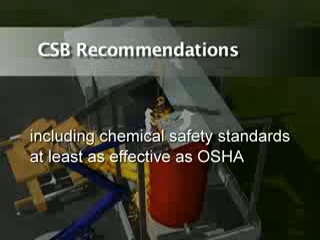 CSB Recommendations
including chemical safety standards
at least as effective as OSHA